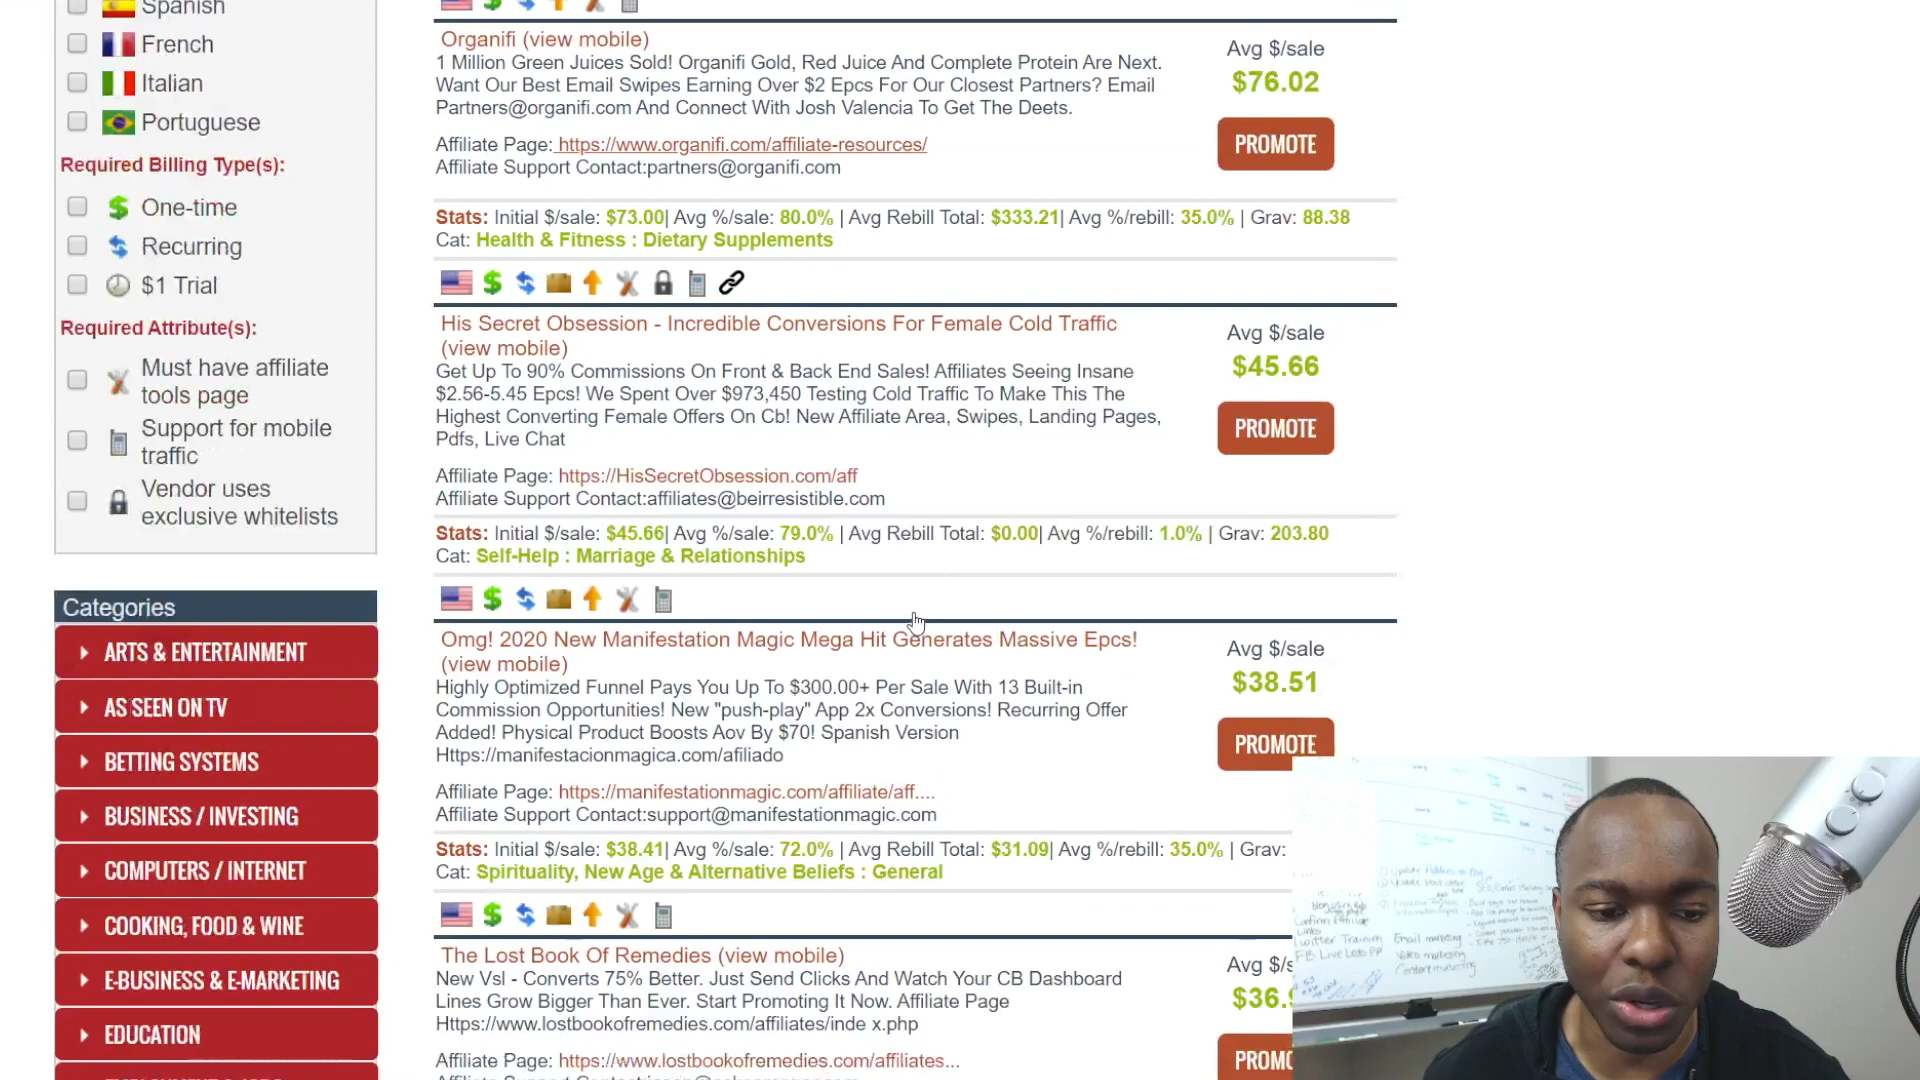 Spanish
French
Italian
Portuguese
Required Billing Type(s):
One-time
Recurring
$1 Trial
Required Attribute(s):
Must have affiliate
tools page
Support for mobile
traffic
Vendor uses
exclusive whitelists
Categories
ARTS & ENTERTAINMENT
AS SEEN ON TV
BETTING SYSTEMS
BUSINESS / INVESTING
COMPUTERS / INTERNET
COOKING, FOOD & WINE
E-BUSINESS & E-MARKETING
EDUCATION
Organifi (view mobile)
1 Million Green Juices Sold! Organifi Gold, Red Juice And Complete Protein Are Next.
Want Our Best Email Swipes Earning Over $2 Epcs For Our Closest Partners? Email
Partners@organifi.com And Connect With Josh Valencia To Get The Deets.
Affiliate Page: https://www.organifi.com/affiliate-resources/
Affiliate Support Contact:partners@organifi.com
Avg $/sale
$76.02
PROMOTE
Stats: Initial $/sale: $73.00| Avg %/sale: 80.0% | Avg Rebill Total: $333.21| Avg %/rebill: 35.0% | Grav: 88.38
Cat: Health & Fitness : Dietary Supplements
His Secret Obsession - Incredible Conversions For Female Cold Traffic
(view mobile)
Get Up To 90% Commissions On Front & Back End Sales! Affiliates Seeing Insane
$2.56-5.45 Epcs! We Spent Over $973,450 Testing Cold Traffic To Make This The
Highest Converting Female Offers On Cb! New Affiliate Area, Swipes, Landing Pages,
Pdfs, Live Chat
Affiliate Page: https://HisSecretObsession.com/aff
Affiliate Support Contact:affiliates@beirresistible.com
Avg $/sale
$45.66
PROMOTE
Stats: Initial $/sale: $45.66| Avg %/sale: 79.0% | Avg Rebill Total: $0.00| Avg %/rebill: 1.0% | Grav: 203.80
Cat: Self-Help : Marriage & Relationships
Omg! 2020 New Manifestation Magic Mega Hit Generates Massive Epcs!
(view mobile)
Highly Optimized Funnel Pays You Up To $300.00+ Per Sale With 13 Built-in
Commission Opportunities! New "push-play" App 2x Conversions! Recurring Offer
Added! Physical Product Boosts Aov By $70! Spanish Version
Https://manifestacionmagica.com/afiliado
Affiliate Page: https://manifestationmagic.com/affiliate/aff....
Affiliate Support Contact:support@manifestationmagic.com
Avg $/sale
$38.51
PROMOTE
Stats: Initial $/sale: $38.41| Avg %/sale: 72.0% | Avg Rebill Total: $31.09| Avg %/rebill: 35.0% | Grav:
Cat: Spirituality, New Age & Alternative Beliefs : General
The Lost Book Of Remedies (view mobile)
New Vsl - Converts 75% Better. Just Send Clicks And Watch Your CB Dashboard
Lines Grow Bigger Than Ever. Start Promoting It Now. Affiliate Page
Https://www.lostbookofremedies.com/affiliates/inde x.php
Affiliate Page: https://www.lostbookofremedies.com/affiliates...
Avg $/s
$36.
PROMO
Twitter Training
Email marketing
Video marketing
Content marketing